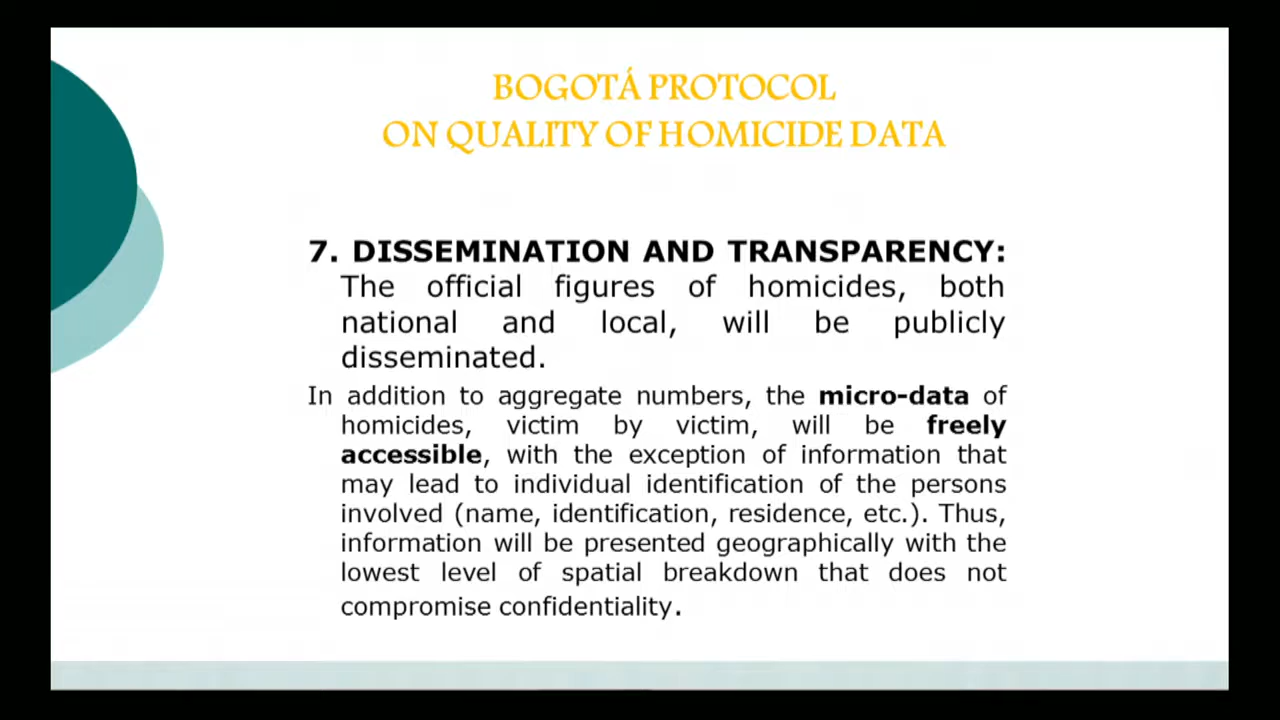 BOGOTÁ PROTOCOL
ON QUALITY OF HOMICIDE DATA
7. DISSEMINATION AND TRANSPARENCY:
The official figures of homicides, both
national and local, will be publicly
disseminated.
In addition to aggregate numbers, the micro-data of
homicides, victim by victim, will be freely
accessible, with the exception of information that
may lead to individual identification of the persons
involved (name, identification, residence, etc.). Thus,
information will be presented geographically with the
lowest level of spatial breakdown that does not
compromise confidentiality.